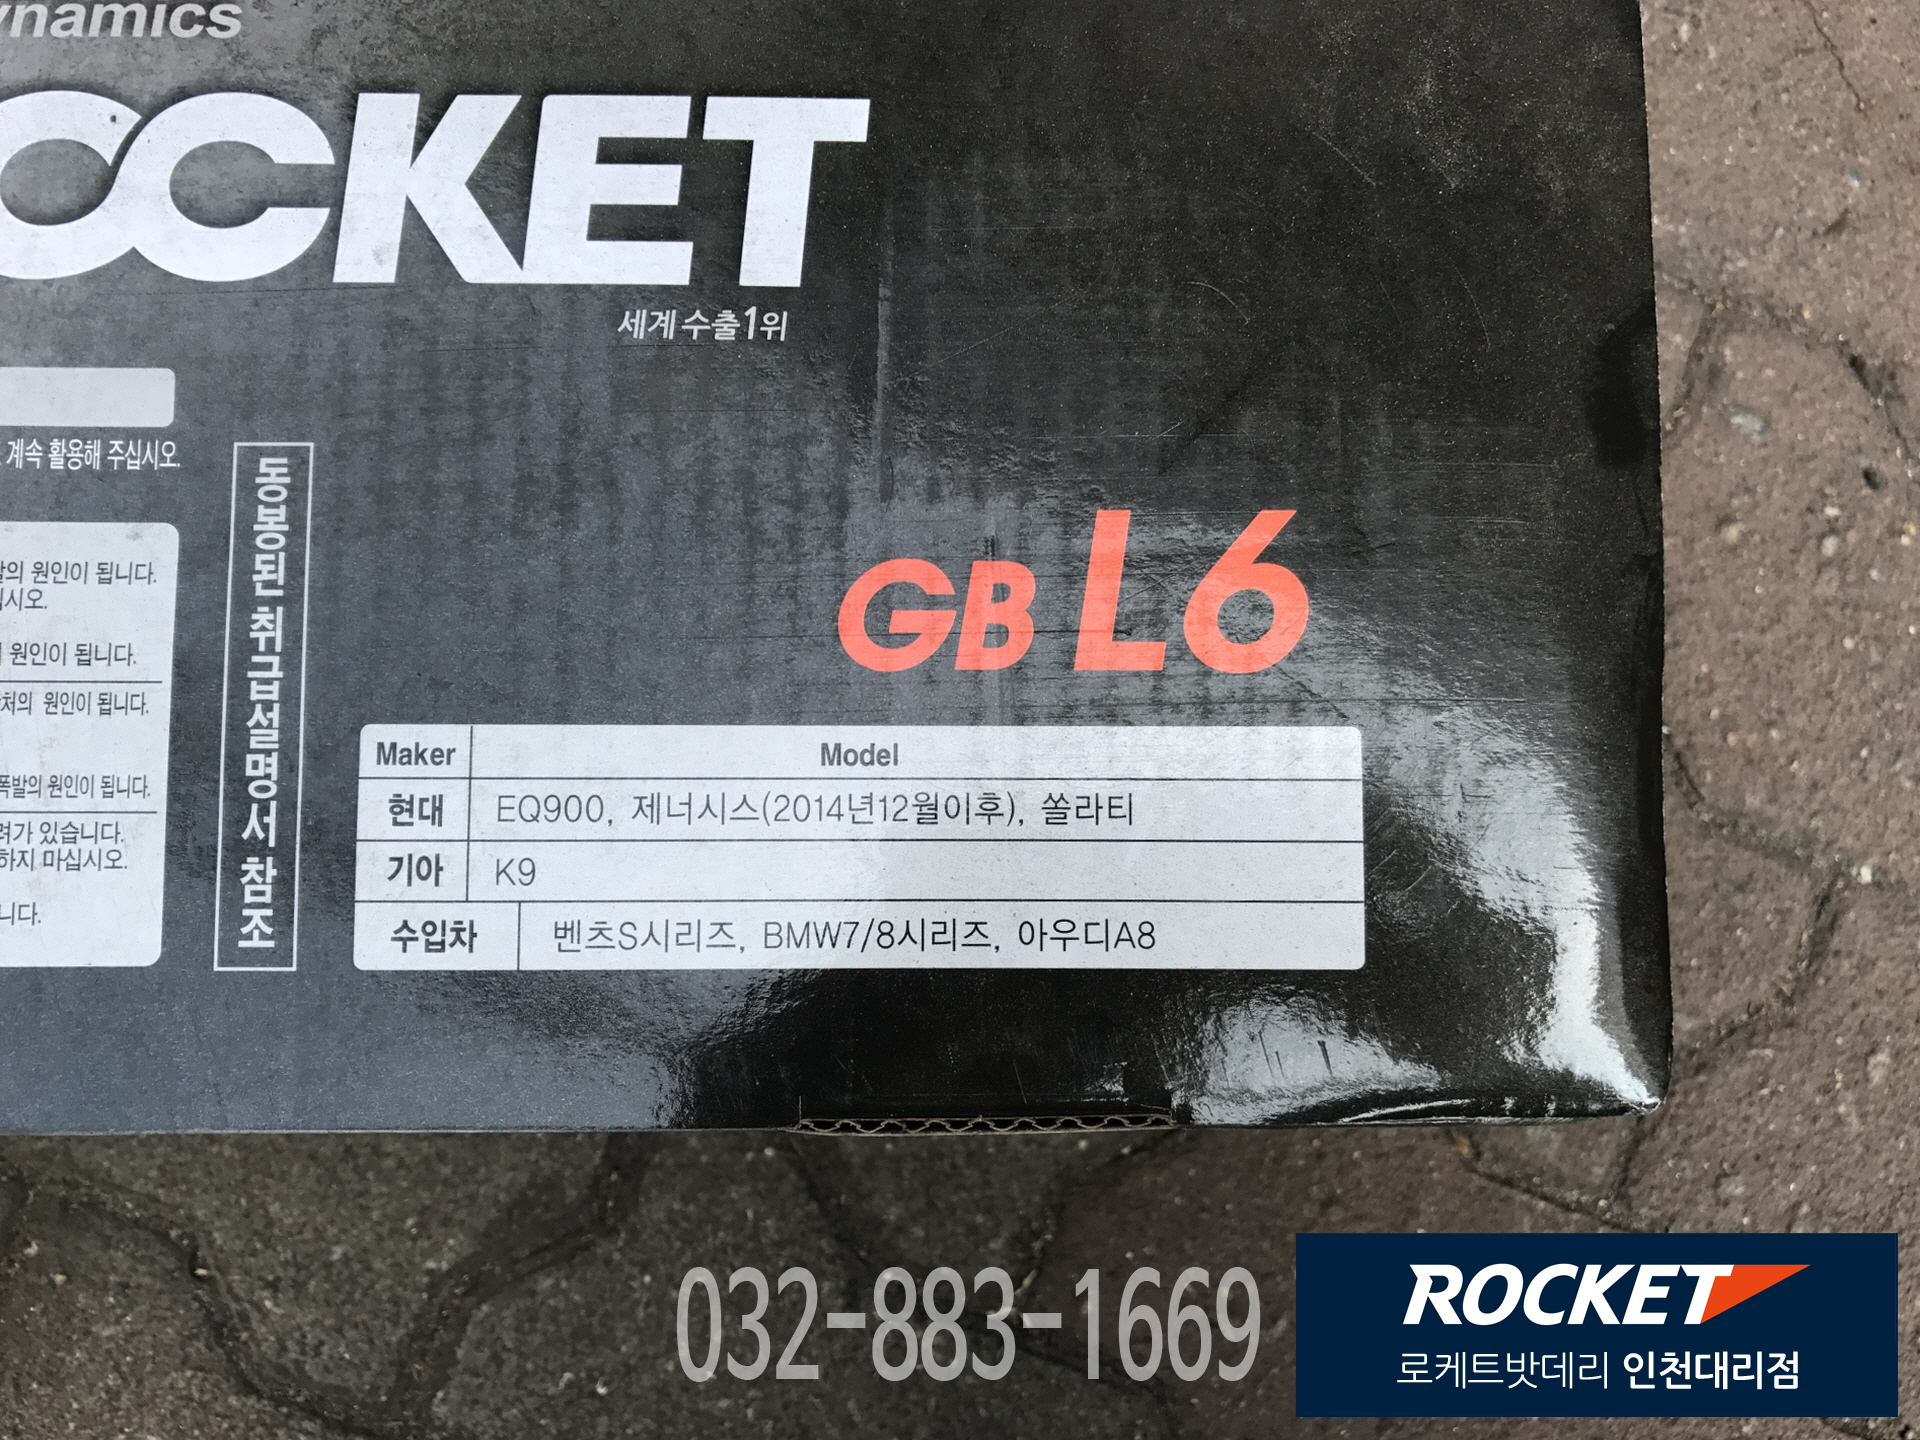 ynamics
OCKET
세계 수출1위
계속 활용해 주십시오.
동봉된 취급설명서 참조
원인이 됩니다.
십시오.
원인이 됩니다.
원인이 됩니다.
폭발의 원인이 됩니다.
있습니다.
하지 마십시오.
니다.
GB L6
Maker Model
현대 EQ900, 제너시스(2014년12월이후), 쏠라티
기아 K9
수입차 벤츠S시리즈, BMW7/8시리즈, 아우디A8
032-883-1669
ROCKET
로케트밧데리 인천대리점